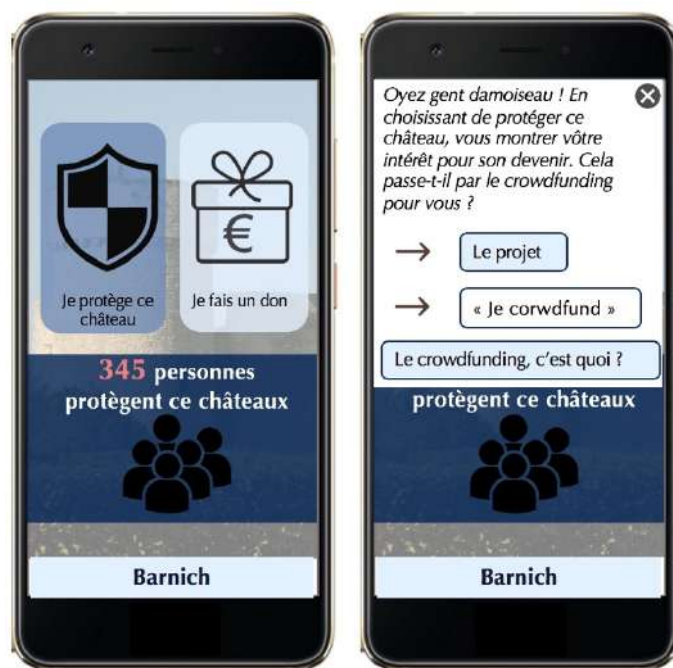 Je protège ce
château
Je fais un don
€
345 personnes
protègent ce châteaux
Barnich
Oyez gent damoiseau ! En
choisissant de protéger ce
château, vous montrer vôtre
intérêt pour son devenir. Cela
passe-t-il par le crowdfunding
pour vous ?
→ Le projet
→ « Je corwdfund »
Le crowdfunding, c'est quoi ?
protègent ce châteaux
Barnich